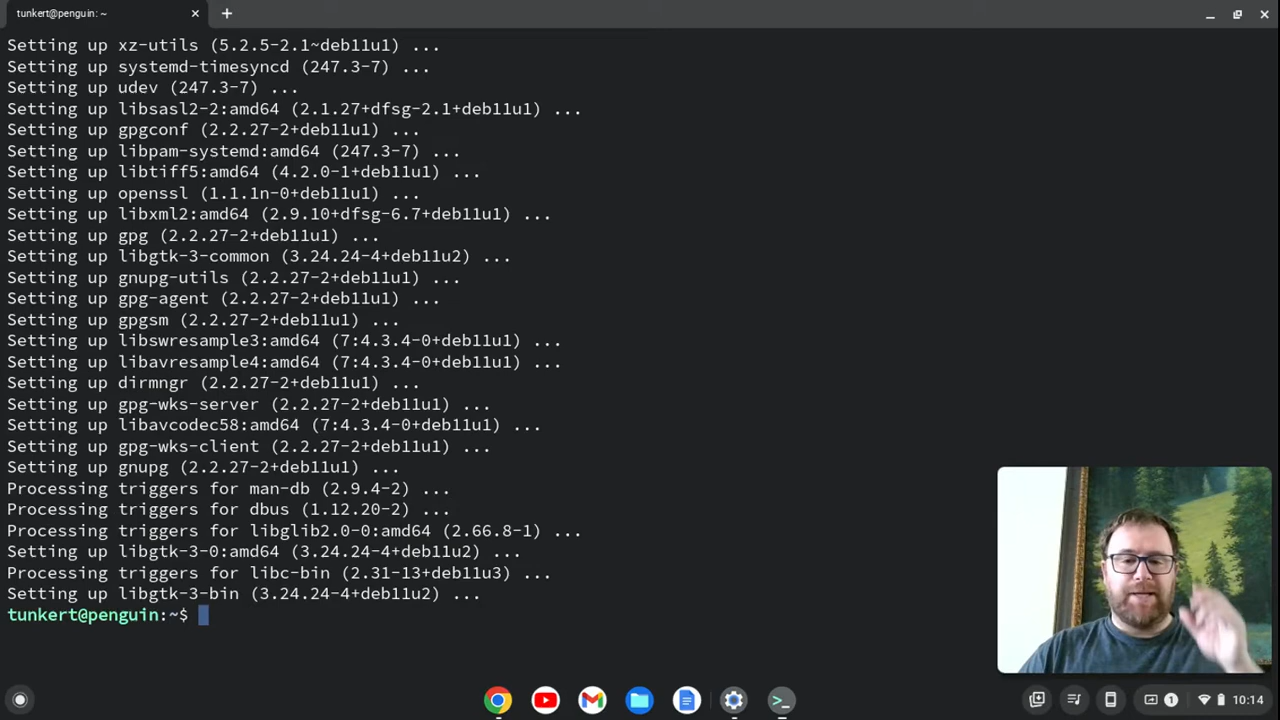 tunkert@penguin: ~
Setting up xz-utils (5.2.5-2.1~deb11u1) ...
Setting up systemd-timesyncd (247.3-7) ...
Setting up udev (247.3-7) ...
Setting up libsasl2-2:amd64 (2.1.27+dfsg-2.1+deb11u1) ...
Setting up gpgconf (2.2.27-2+deb11u1) ...
Setting up libpam-systemd:amd64 (247.3-7) ...
Setting up libtiff5:amd64 (4.2.0-1+deb11u1) ...
Setting up openssl (1.1.1n-0+deb11u1) ...
Setting up libxml2:amd64 (2.9.10+dfsg-6.7+deb11u1) ...
Setting up gpg (2.2.27-2+deb11u1) ...
Setting up libgtk-3-common (3.24.24-4+deb11u2) ...
Setting up gnupg-utils (2.2.27-2+deb11u1) ...
Setting up gpg-agent (2.2.27-2+deb11u1) ...
Setting up gpgsm (2.2.27-2+deb11u1) ...
Setting up libswresample3:amd64 (7:4.3.4-0+deb11u1) ...
Setting up libavresample4:amd64 (7:4.3.4-0+deb11u1) ...
Setting up dirmngr (2.2.27-2+deb11u1) ...
Setting up gpg-wks-server (2.2.27-2+deb11u1) ...
Setting up libavcodec58:amd64 (7:4.3.4-0+deb11u1) ...
Setting up gpg-wks-client (2.2.27-2+deb11u1) ...
Setting up gnupg (2.2.27-2+deb11u1) ...
Processing triggers for man-db (2.9.4-2) ...
Processing triggers for dbus (1.12.20-2) ...
Processing triggers for libglib2.0-0:amd64 (2.66.8-1) ...
Setting up libgtk-3-0:amd64 (3.24.24-4+deb11u2) ...
Processing triggers for libc-bin (2.31-13+deb11u3) ...
Setting up libgtk-3-bin (3.24.24-4+deb11u2) ...
tunkert@penguin:~$
1 10:14